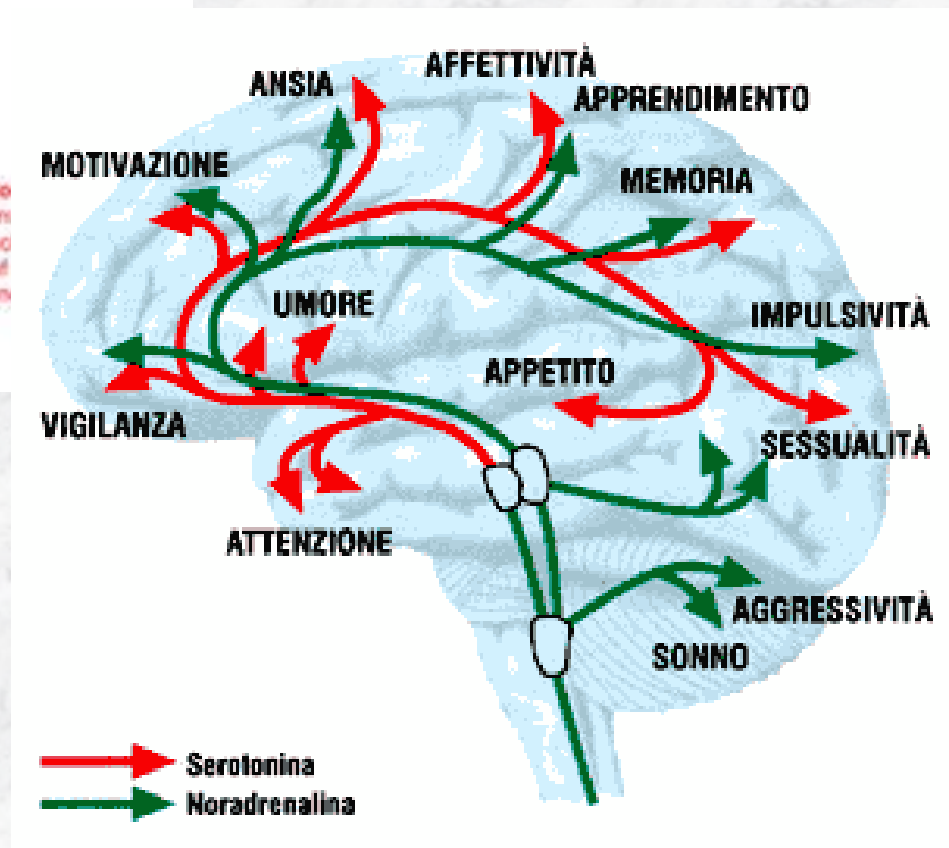 AFFETTIVITÀ
ANSIA
APPRENDIMENTO
MOTIVAZIONE
MEMORIA
UMORE
IMPULSIVITÀ
APPETITO
VIGILANZA
SESSUALITÀ
ATTENZIONE
AGGRESSIVITÀ
SONNO
Serotonina
Noradrenalina